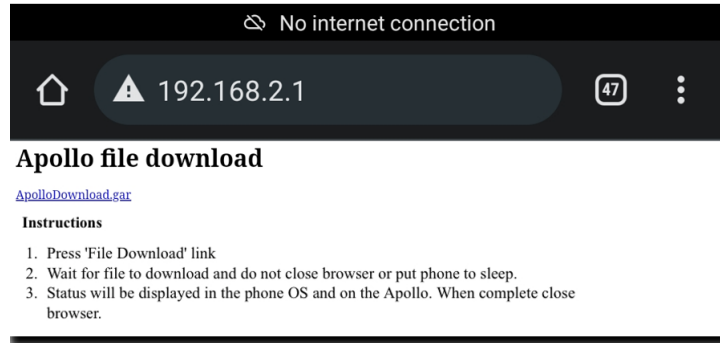 No internet connection
192.168.2.1
47
Apollo file download
ApolloDownload.gar
Instructions
1. Press 'File Download' link
2. Wait for file to download and do not close browser or put phone to sleep.
3. Status will be displayed in the phone OS and on the Apollo. When complete close
browser.